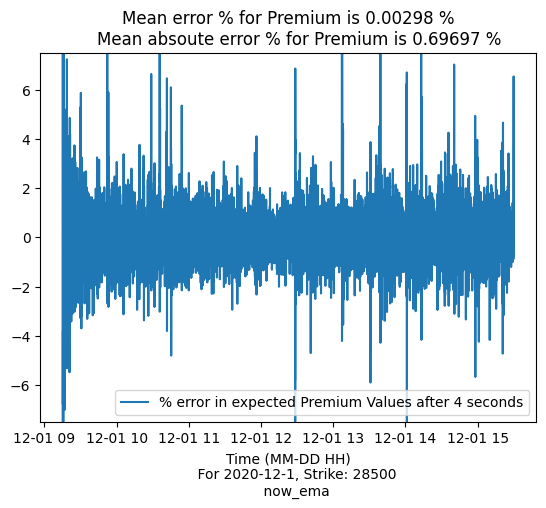 Mean error % for Premium is 0.00298 %
Mean absoute error % for Premium is 0.69697 %
6
4
2
0
−2
−4
−6
% error in expected Premium Values after 4 seconds
12-01 09 12-01 10 12-01 11 12-01 12 12-01 13 12-01 14 12-01 15
Time (MM-DD HH)
For 2020-12-1, Strike: 28500
now_ema